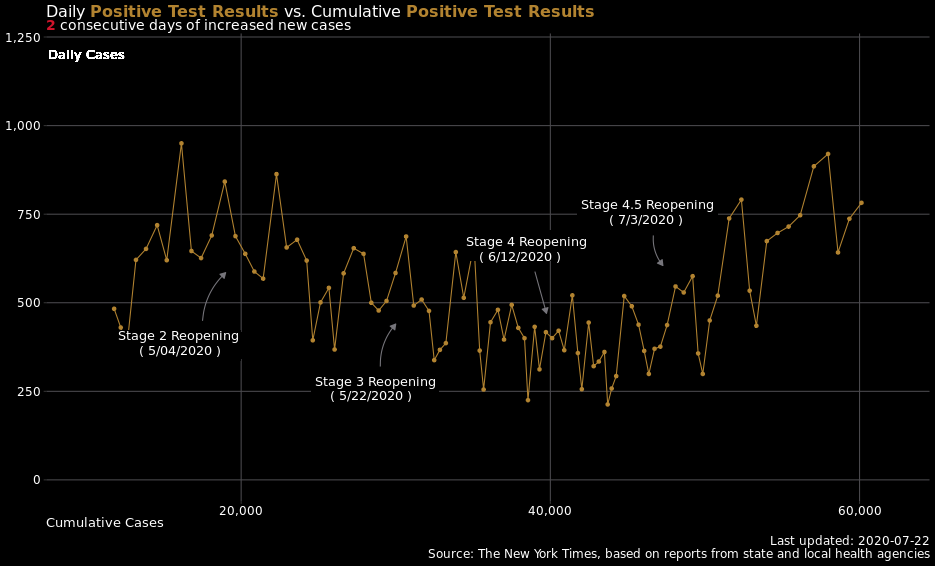 Daily Positive Test Results vs. Cumulative Positive Test Results
2 consecutive days of increased new cases
1,250
Daily Cases
1,000
750
Stage 4.5 Reopening
( 7/3/2020 )
Stage 4 Reopening
( 6/12/2020 )
500
Stage 2 Reopening
( 5/04/2020 )
Stage 3 Reopening
( 5/22/2020 )
250
0
20,000
40,000
60,000
Cumulative Cases
Last updated: 2020-07-22
Source: The New York Times, based on reports from state and local health agencies